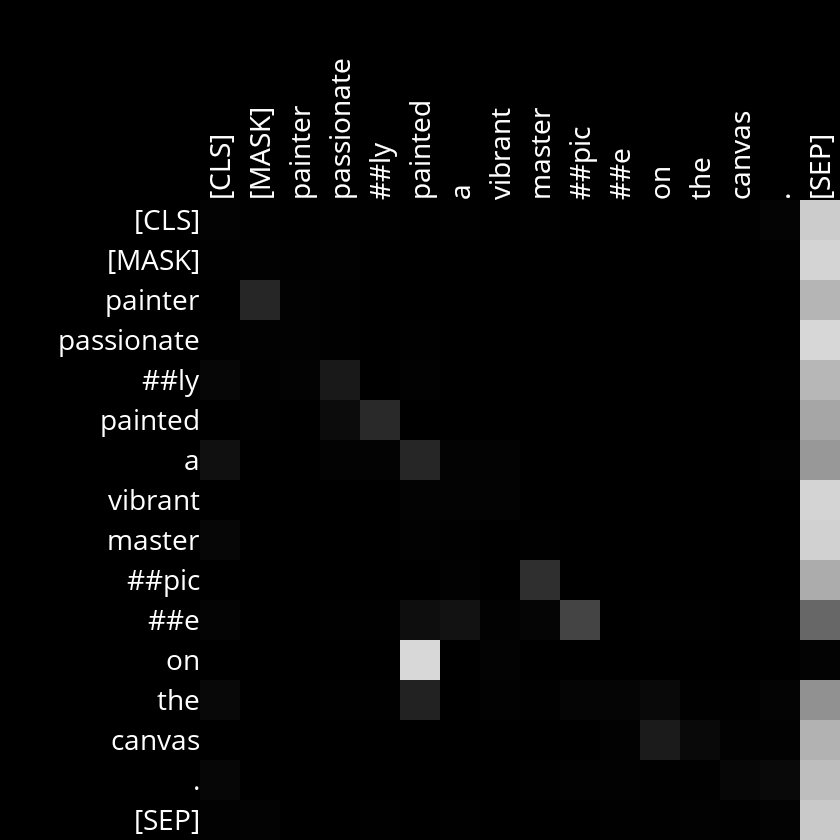 [CLS] [MASK] painter passionate ##ly painted a vibrant master ##pic ##e on the canvas . [SEP]
[CLS]
[MASK]
painter
passionate
##ly
painted
a
vibrant
master
##pic
##e
on
the
canvas
.
[SEP]